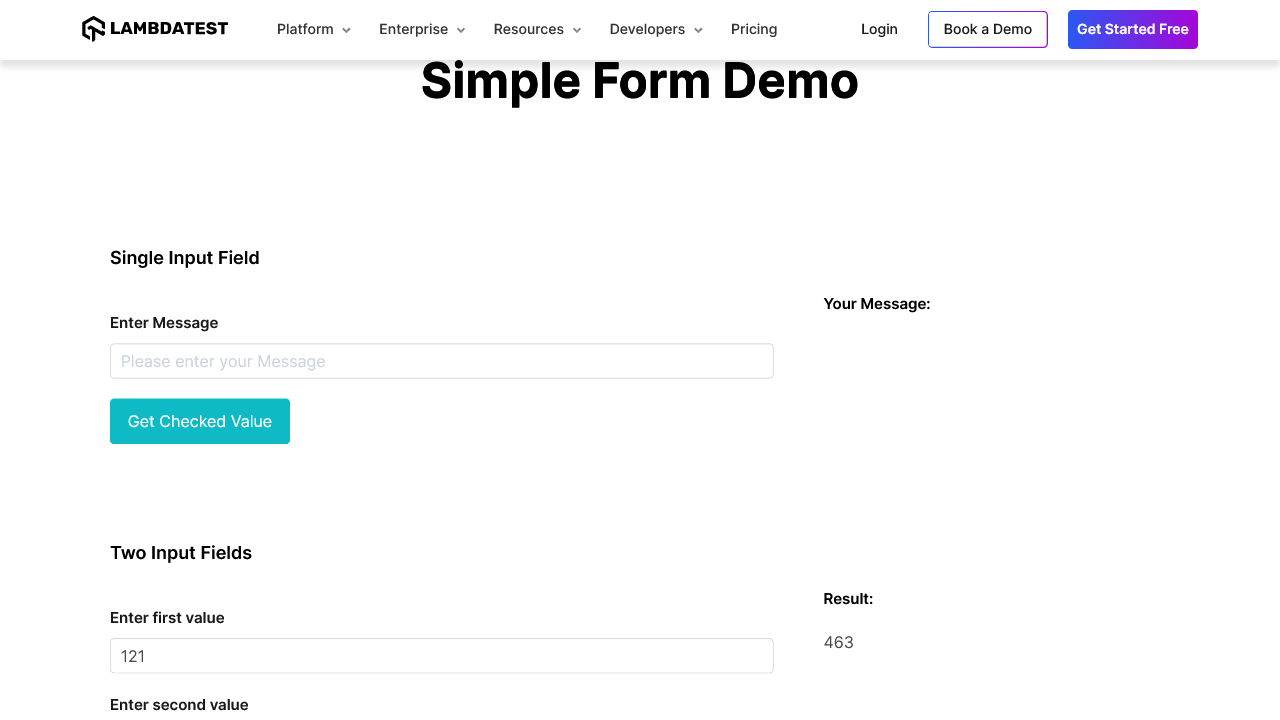 LAMBDATEST Platform Enterprise Resources Developers Pricing Login Book a Demo Get Started Free
Simple Form Demo
Single Input Field
Your Message:
Enter Message
Please enter your Message
Get Checked Value
Two Input Fields
Result:
Enter first value
463
121
Enter second value